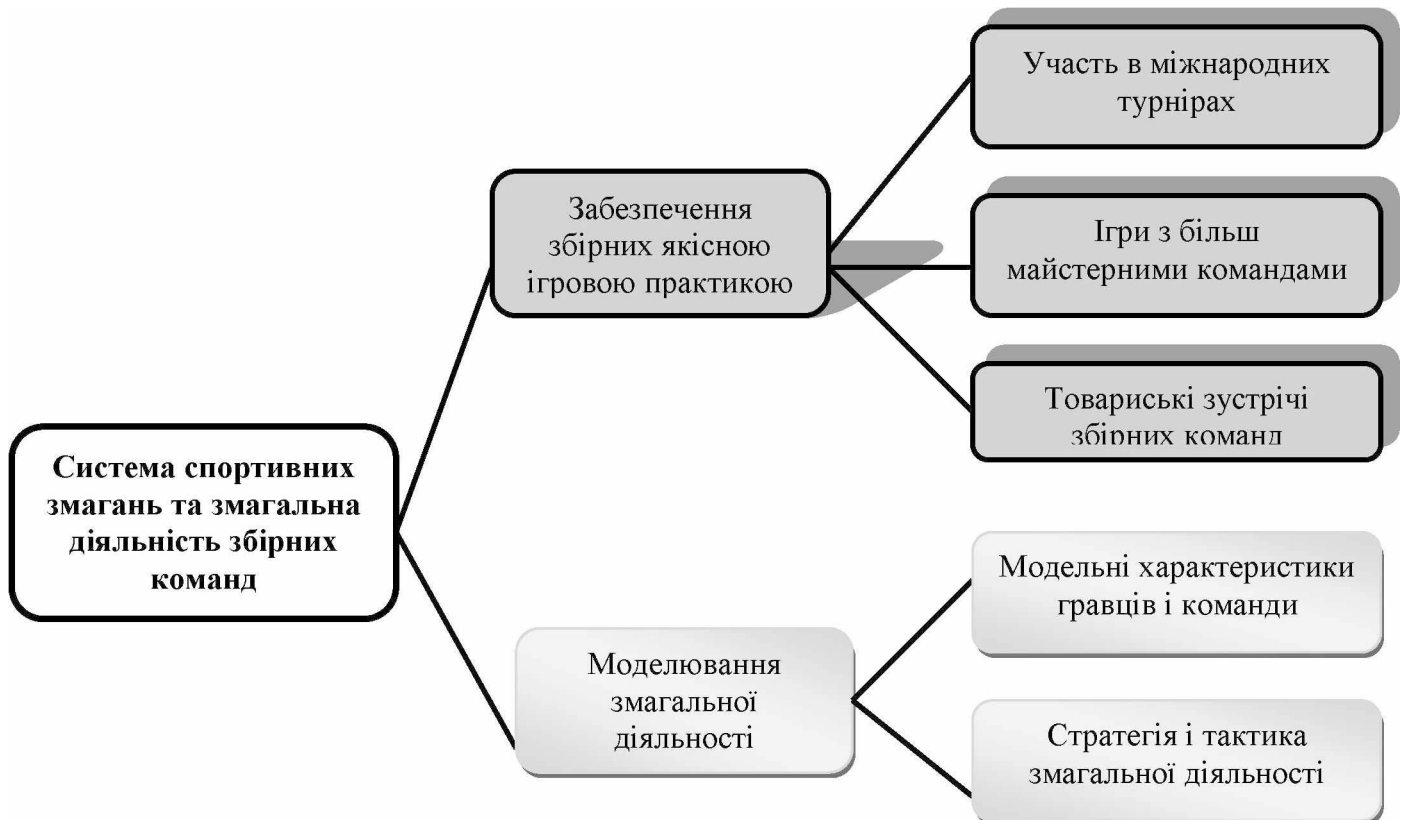 Система спортивних
змагань та змагальна
діяльність збірних
команд
Забезпечення
збірних якісною
ігровою практикою
Участь в міжнародних
турнірах
Ігри з більш
майстерними командами
Товариські зустрічі
збірних команд
Моделювання
змагальної
діяльності
Модельні характеристики
гравців і команди
Стратегія і тактика
змагальної діяльності